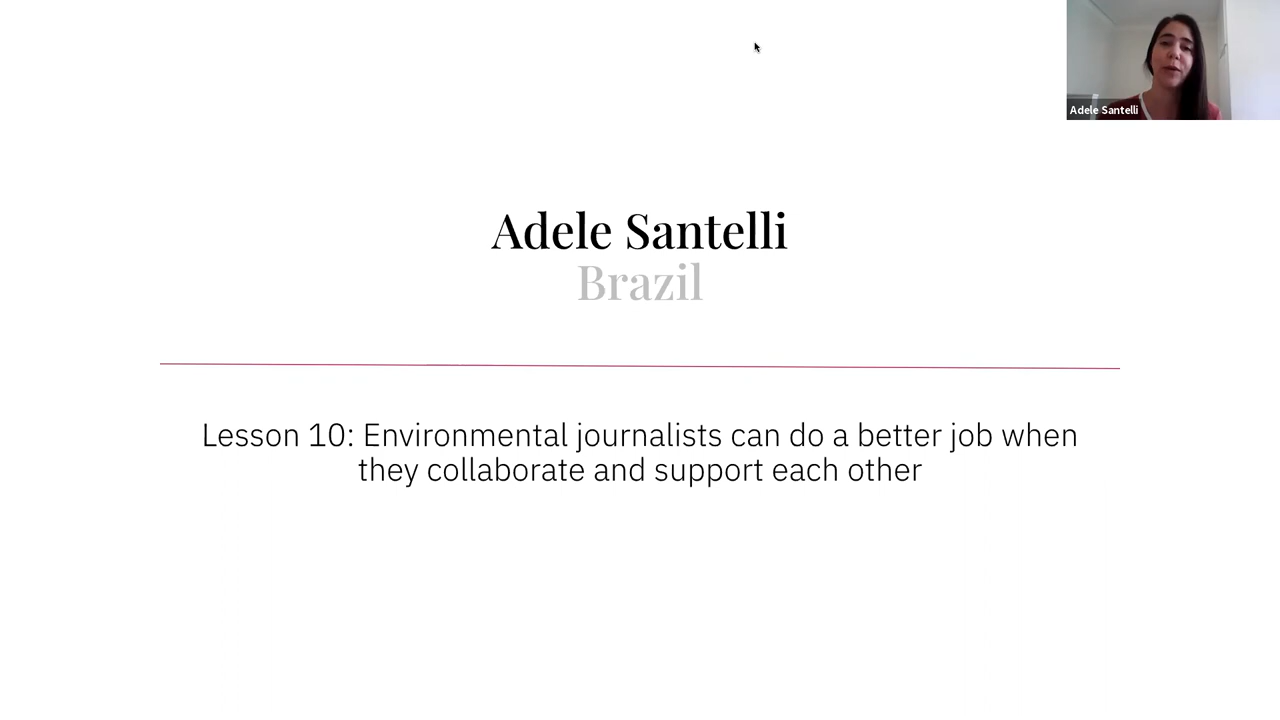 Adele Santelli
Adele Santelli
Brazil
Lesson 10: Environmental journalists can do a better job when
they collaborate and support each other